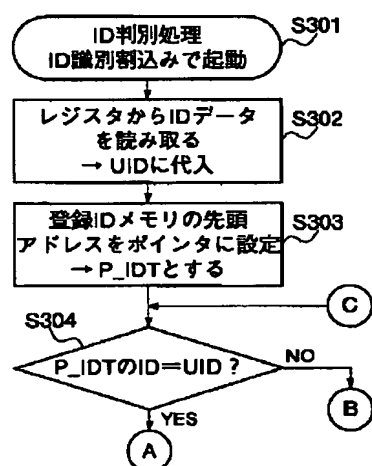 S301
ID判別処理
ID識別割込みで起動
S302
レジスタからIDデータ
を読み取る
→ UIDに代入
S303
登録IDメモリの先頭
アドレスをポインタに設定
→ P_IDTとする
C
S304
P_IDTのID=UID?
NO
B
YES
A